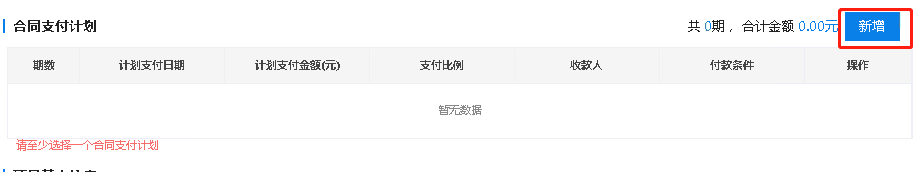 合同支付计划 共 0期 ，合计金额 0.00元 新增
期数 计划支付日期 计划支付金额(元) 支付比例 收款人 付款条件 操作
暂无数据
请至少选择一个合同支付计划